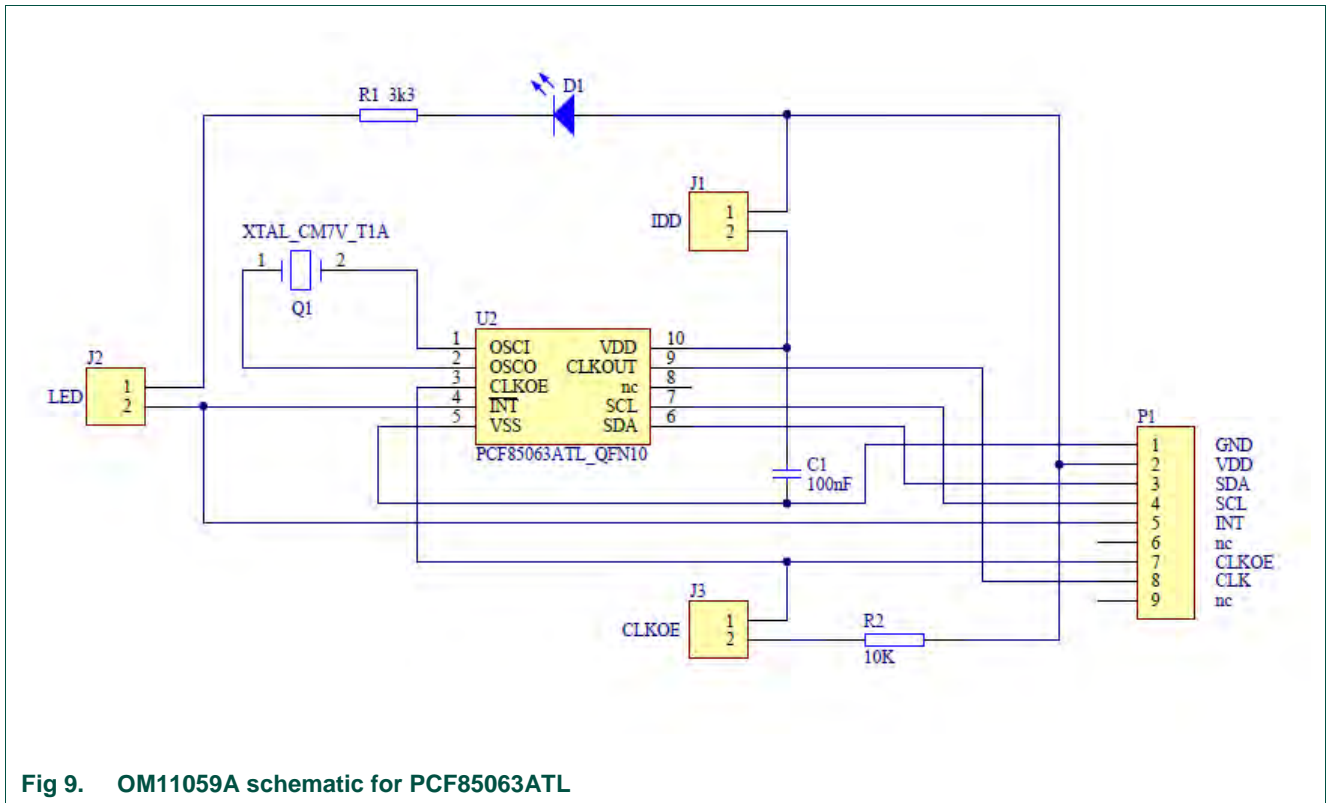 R1 3k3
D1
J1
IDD
1
2
XTAL_CM7V_T1A
1
2
Q1
J2
LED
1
2
U2
1
2
3
4
5
OSCI
OSCO
CLKOE
INT
VSS
VDD
CLKOUT
nc
SCL
SDA
10
9
8
7
6
PCF85063ATL_QFN10
C1
100nF
P1
1
2
3
4
5
6
7
8
9
GND
VDD
SDA
SCL
INT
nc
CLKOE
CLK
nc
J3
CLKOE
1
2
R2
10K
Fig 9. OM11059A schematic for PCF85063ATL